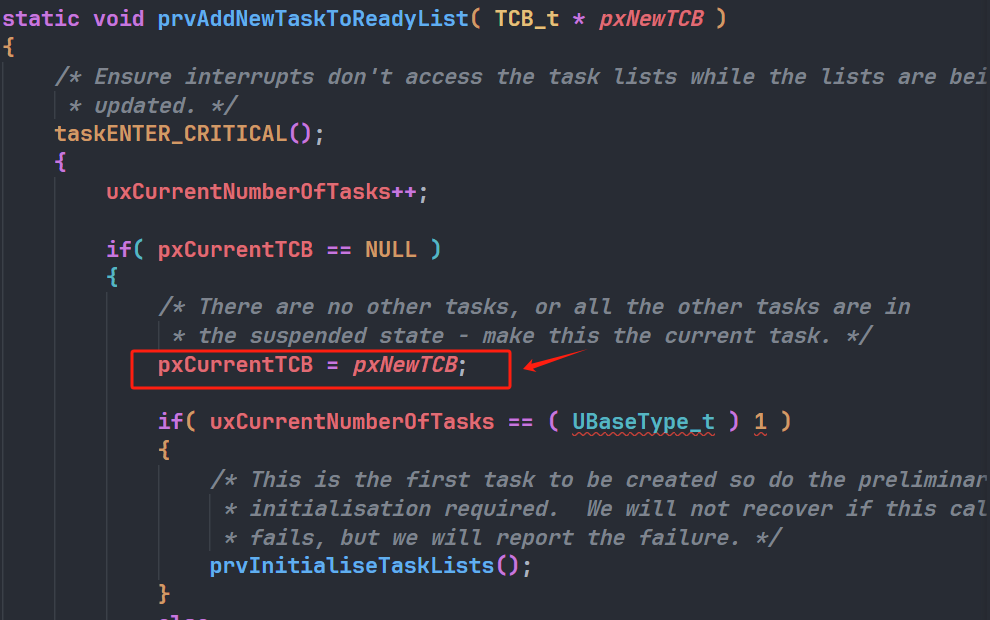 static void prvAddNewTaskToReadyList( TCB_t * pxNewTCB )
{
/* Ensure interrupts don't access the task lists while the lists are bei
* updated. */
taskENTER_CRITICAL();
{
uxCurrentNumberOfTasks++;
if( pxCurrentTCB == NULL )
{
/* There are no other tasks, or all the other tasks are in
* the suspended state - make this the current task. */
pxCurrentTCB = pxNewTCB;
if( uxCurrentNumberOfTasks == ( UBaseType_t ) 1 )
{
/* This is the first task to be created so do the preliminar
* initialisation required.  We will not recover if this cal
* fails, but we will report the failure. */
prvInitialiseTaskLists();
}